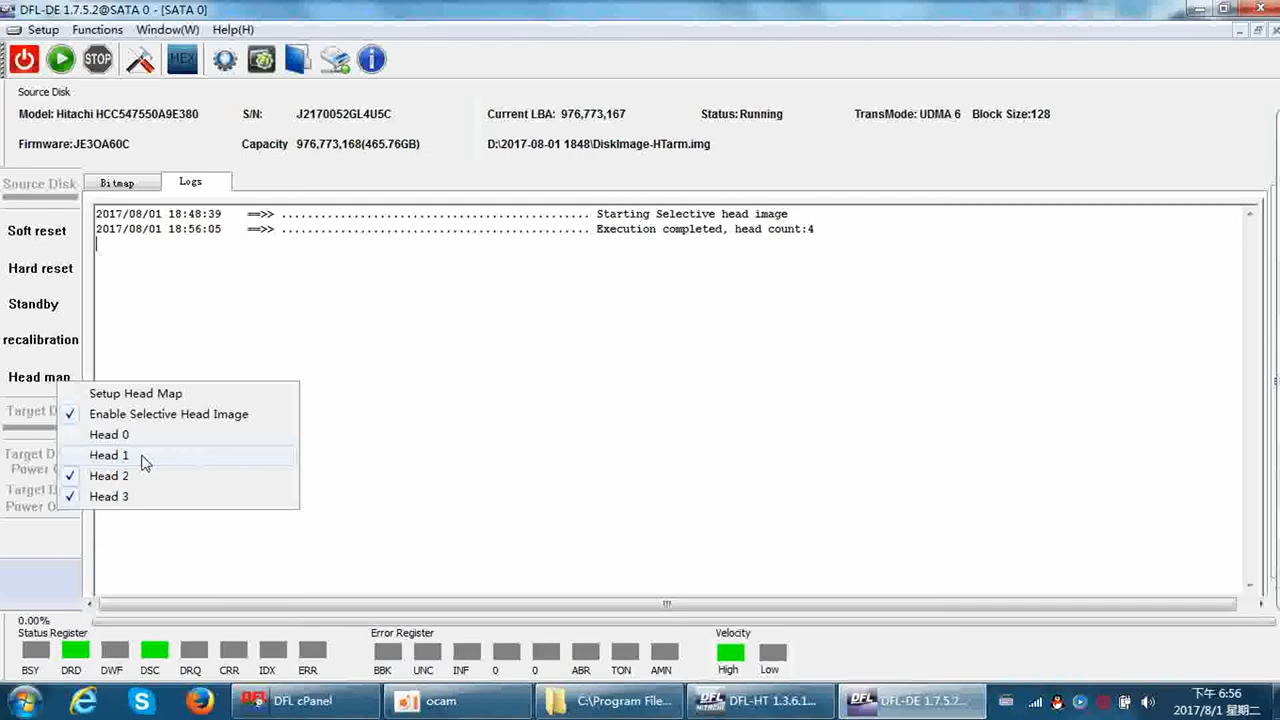 DFL-DE 1.7.5.2@SATA 0 - [SATA 0]
Setup Functions Window(W) Help(H)
STOP HEX
Source Disk
Model: Hitachi HCC547550A9E380 S/N: J2170052GL4U5C Current LBA: 976,773,167 Status:Running TransMode: UDMA 6 Block Size:128
Firmware:JE3OA60C Capacity 976,773,168(465.76GB) D:\2017-08-01 1848\DiskImage-HTarm.img
Source Disk Bitmap Logs
2017/08/01 18:48:39 ==>> ............................................... Starting Selective head image
2017/08/01 18:56:05 ==>> ............................................... Execution completed, head count:4
Soft reset
Hard reset
Standby
recalibration
Head map
Setup Head Map
Target D
Enable Selective Head Image
Head 0
Target D
Head 1
Power O
Head 2
Target D
Head 3
Power O
0.00%
Status Register Error Register Velocity
BSY DRD DWF DSC DRQ CRR IDX ERR BBK UNC INF 0 0 ABR TON AMN High Low
DFL cPanel ocam C:\Program File... DFL-HT 1.3.6.1... DFL-DE 1.7.5.2...
下午 6:56
2017/8/1 星期二